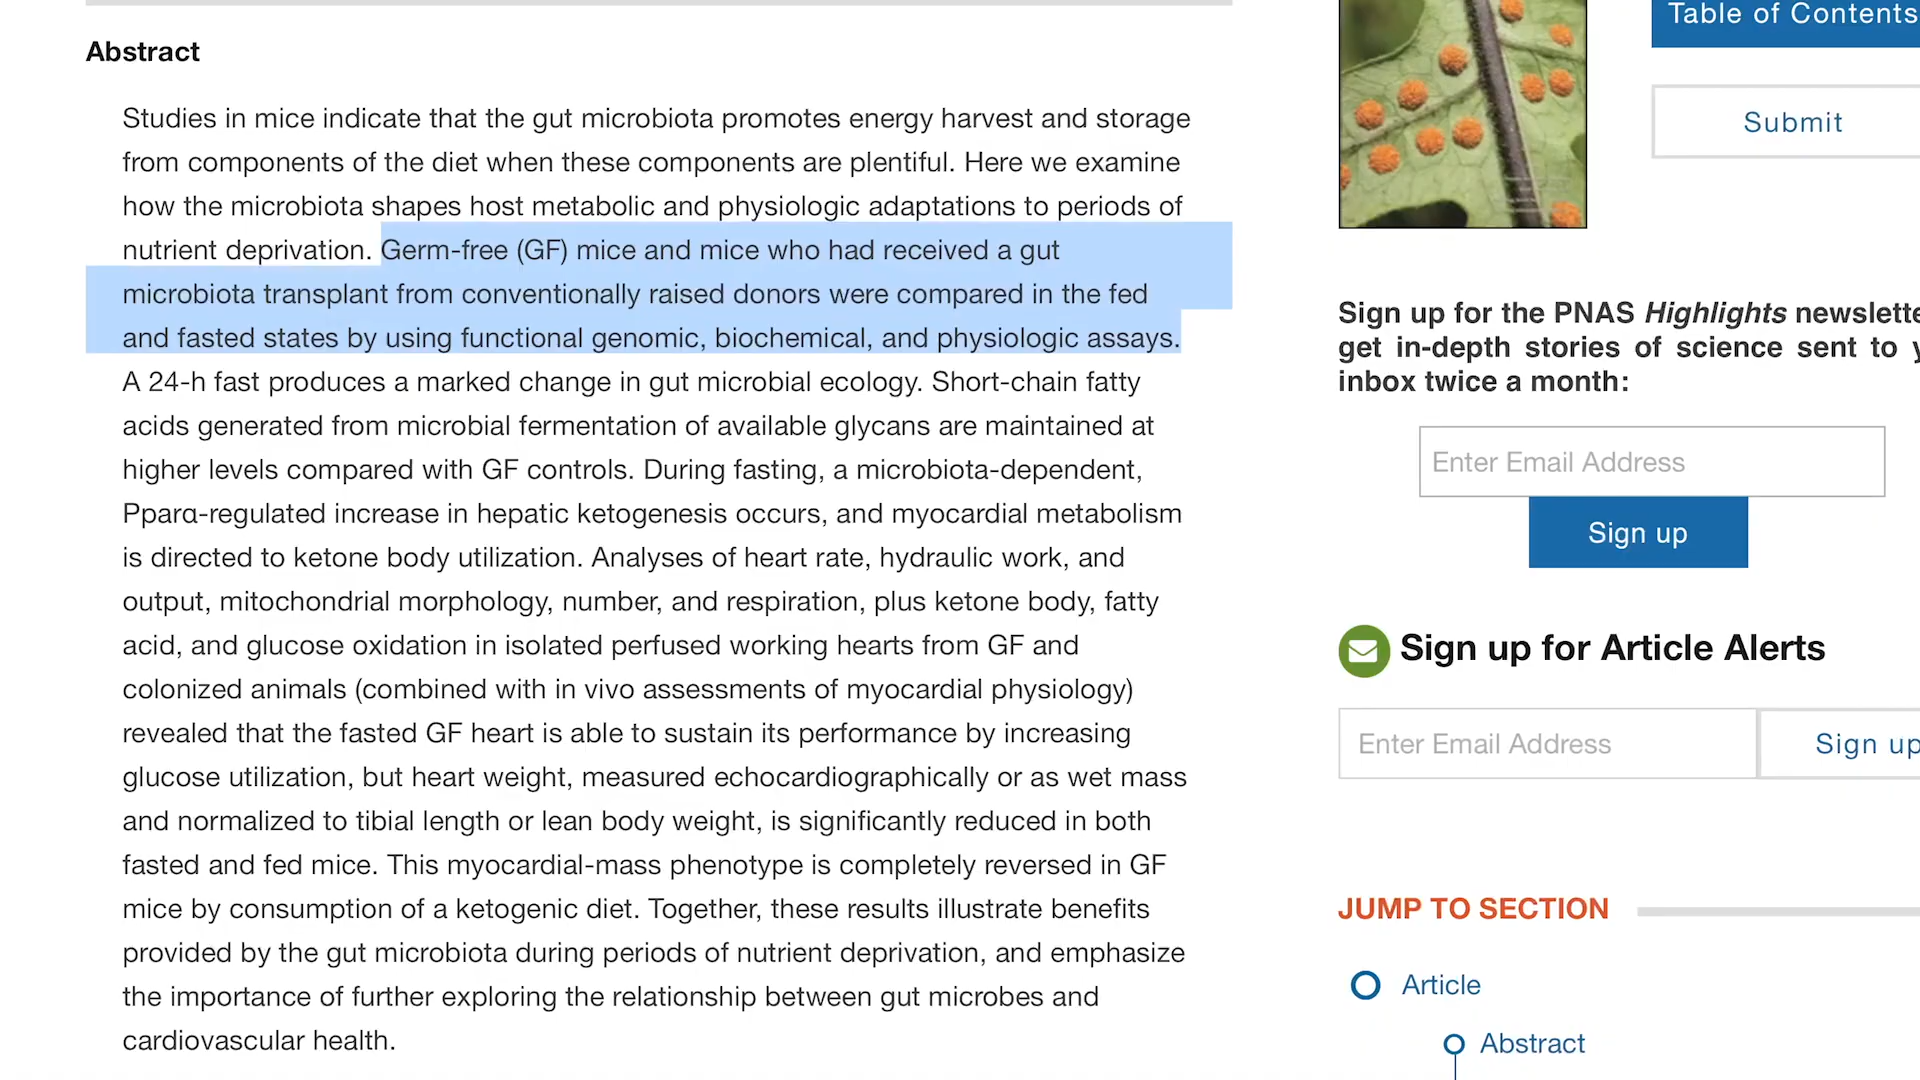 Abstract
Studies in mice indicate that the gut microbiota promotes energy harvest and storage
from components of the diet when these components are plentiful. Here we examine
how the microbiota shapes host metabolic and physiologic adaptations to periods of
nutrient deprivation. Germ-free (GF) mice and mice who had received a gut
microbiota transplant from conventionally raised donors were compared in the fed
and fasted states by using functional genomic, biochemical, and physiologic assays.
A 24-h fast produces a marked change in gut microbial ecology. Short-chain fatty
acids generated from microbial fermentation of available glycans are maintained at
higher levels compared with GF controls. During fasting, a microbiota-dependent,
Pparα-regulated increase in hepatic ketogenesis occurs, and myocardial metabolism
is directed to ketone body utilization. Analyses of heart rate, hydraulic work, and
output, mitochondrial morphology, number, and respiration, plus ketone body, fatty
acid, and glucose oxidation in isolated perfused working hearts from GF and
colonized animals (combined with in vivo assessments of myocardial physiology)
revealed that the fasted GF heart is able to sustain its performance by increasing
glucose utilization, but heart weight, measured echocardiographically or as wet mass
and normalized to tibial length or lean body weight, is significantly reduced in both
fasted and fed mice. This myocardial-mass phenotype is completely reversed in GF
mice by consumption of a ketogenic diet. Together, these results illustrate benefits
provided by the gut microbiota during periods of nutrient deprivation, and emphasize
the importance of further exploring the relationship between gut microbes and
cardiovascular health.
Table of Contents
Submit
Sign up for the PNAS Highlights newslette
get in-depth stories of science sent to y
inbox twice a month:
Enter Email Address
Sign up
Sign up for Article Alerts
Enter Email Address
Sign up
JUMP TO SECTION
Article
Abstract